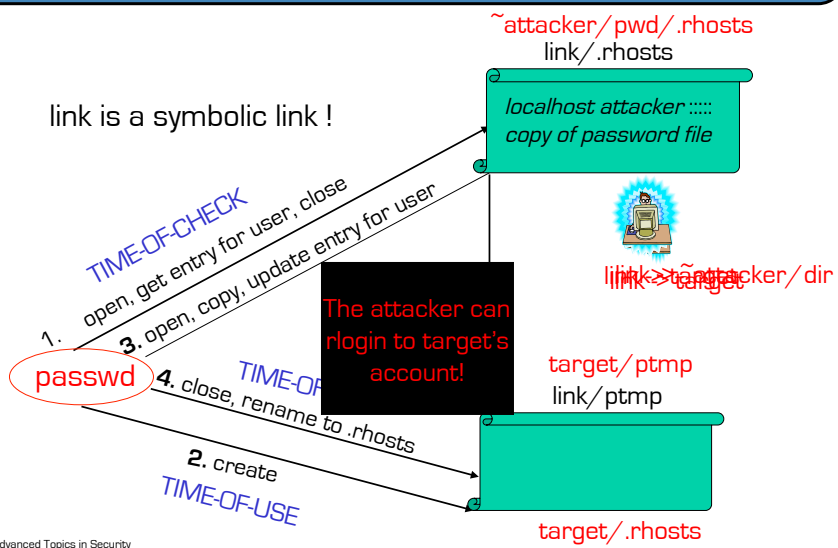 ~attacker/pwd/.rhosts
link/.rhosts
localhost attacker :::::
copy of password file
link is a symbolic link !
TIME-OF-CHECK
1. open, get entry for user, close
3. open, copy, update entry for user
The attacker can
rlogin to target's
account!
passwd
4. close, rename to .rhosts
TIME-OF
2. create
TIME-OF-USE
target/ptmp
link/ptmp
target/.rhosts
dvanced Topics in Security